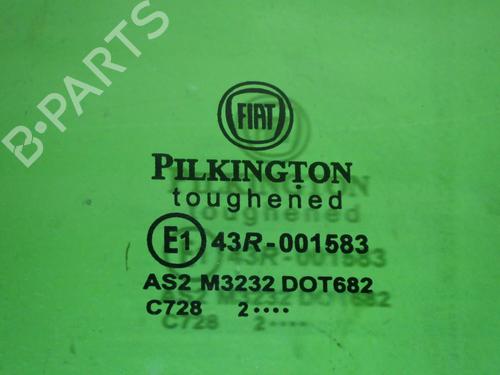 B-PARTS
FIAT
PILKINGTON
toughened
E1 43R-001583
AS2 M3232 DOT682
C728 2····